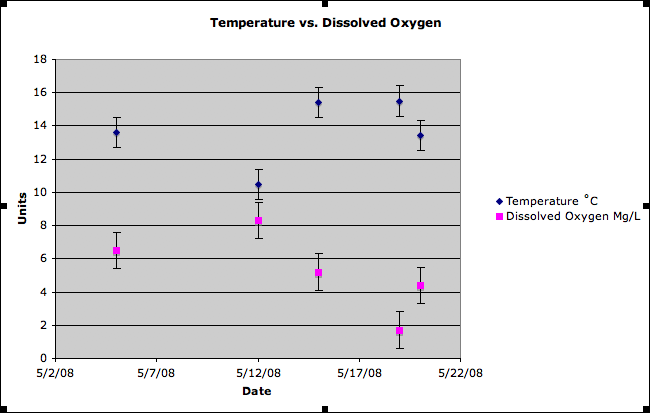 Temperature vs. Dissolved Oxygen
18
16
14
12
10
8
6
4
2
0
Units
5/2/08 5/7/08 5/12/08 5/17/08 5/22/08
Date
Temperature ˚C
Dissolved Oxygen Mg/L